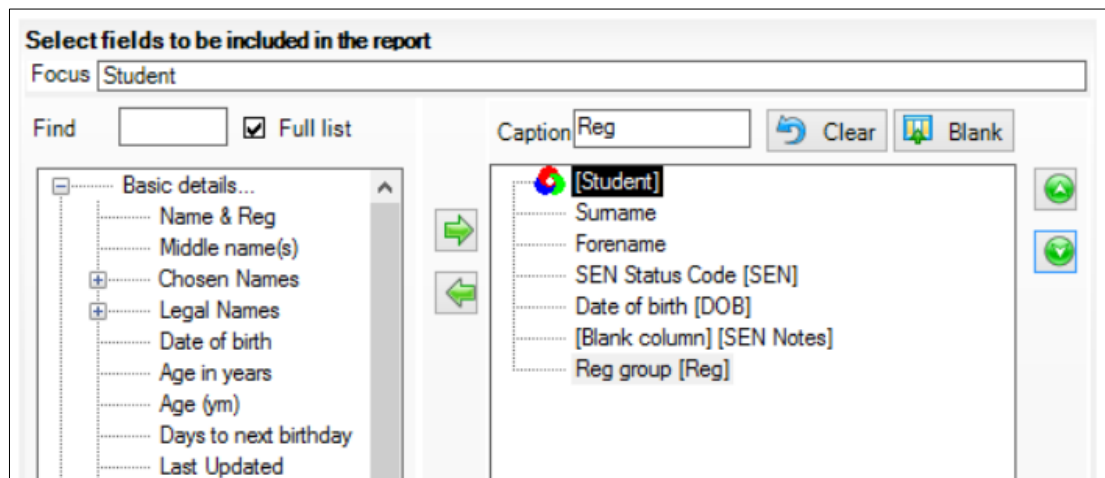 Select fields to be included in the report
Focus Student
Find Full list
Caption Reg Clear Blank
Basic details...
Name & Reg
Middle name(s)
Chosen Names
Legal Names
Date of birth
Age in years
Age (ym)
Days to next birthday
Last Updated
[Student]
Surname
Forename
SEN Status Code [SEN]
Date of birth [DOB]
[Blank column] [SEN Notes]
Reg group [Reg]